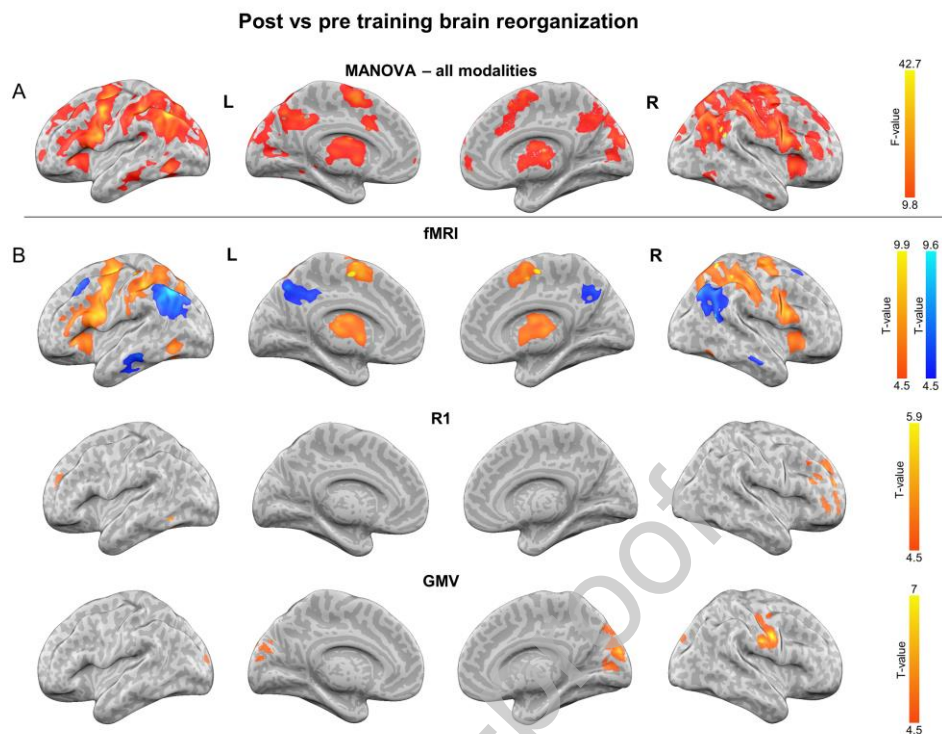 Post vs pre training brain reorganization
MANOVA – all modalities
A
L
R
42.7
F-value
9.8
fMRI
B
L
R
9.9
9.6
T-value
T-value
4.5
4.5
R1
5.9
T-value
4.5
GMV
7
T-value
4.5